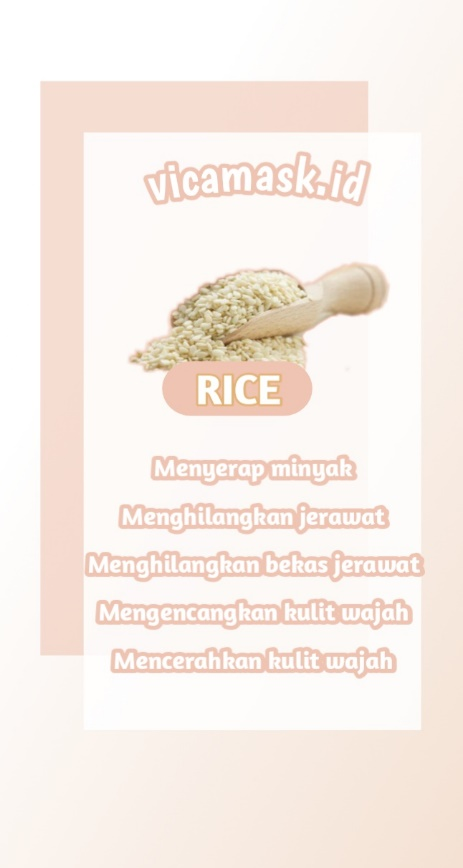 vicamask.id
RICE
Menyerap minyak
Menghilangkan jerawat
Menghilangkan bekas jerawat
Mengencangkan kulit wajah
Mencerahkan kulit wajah